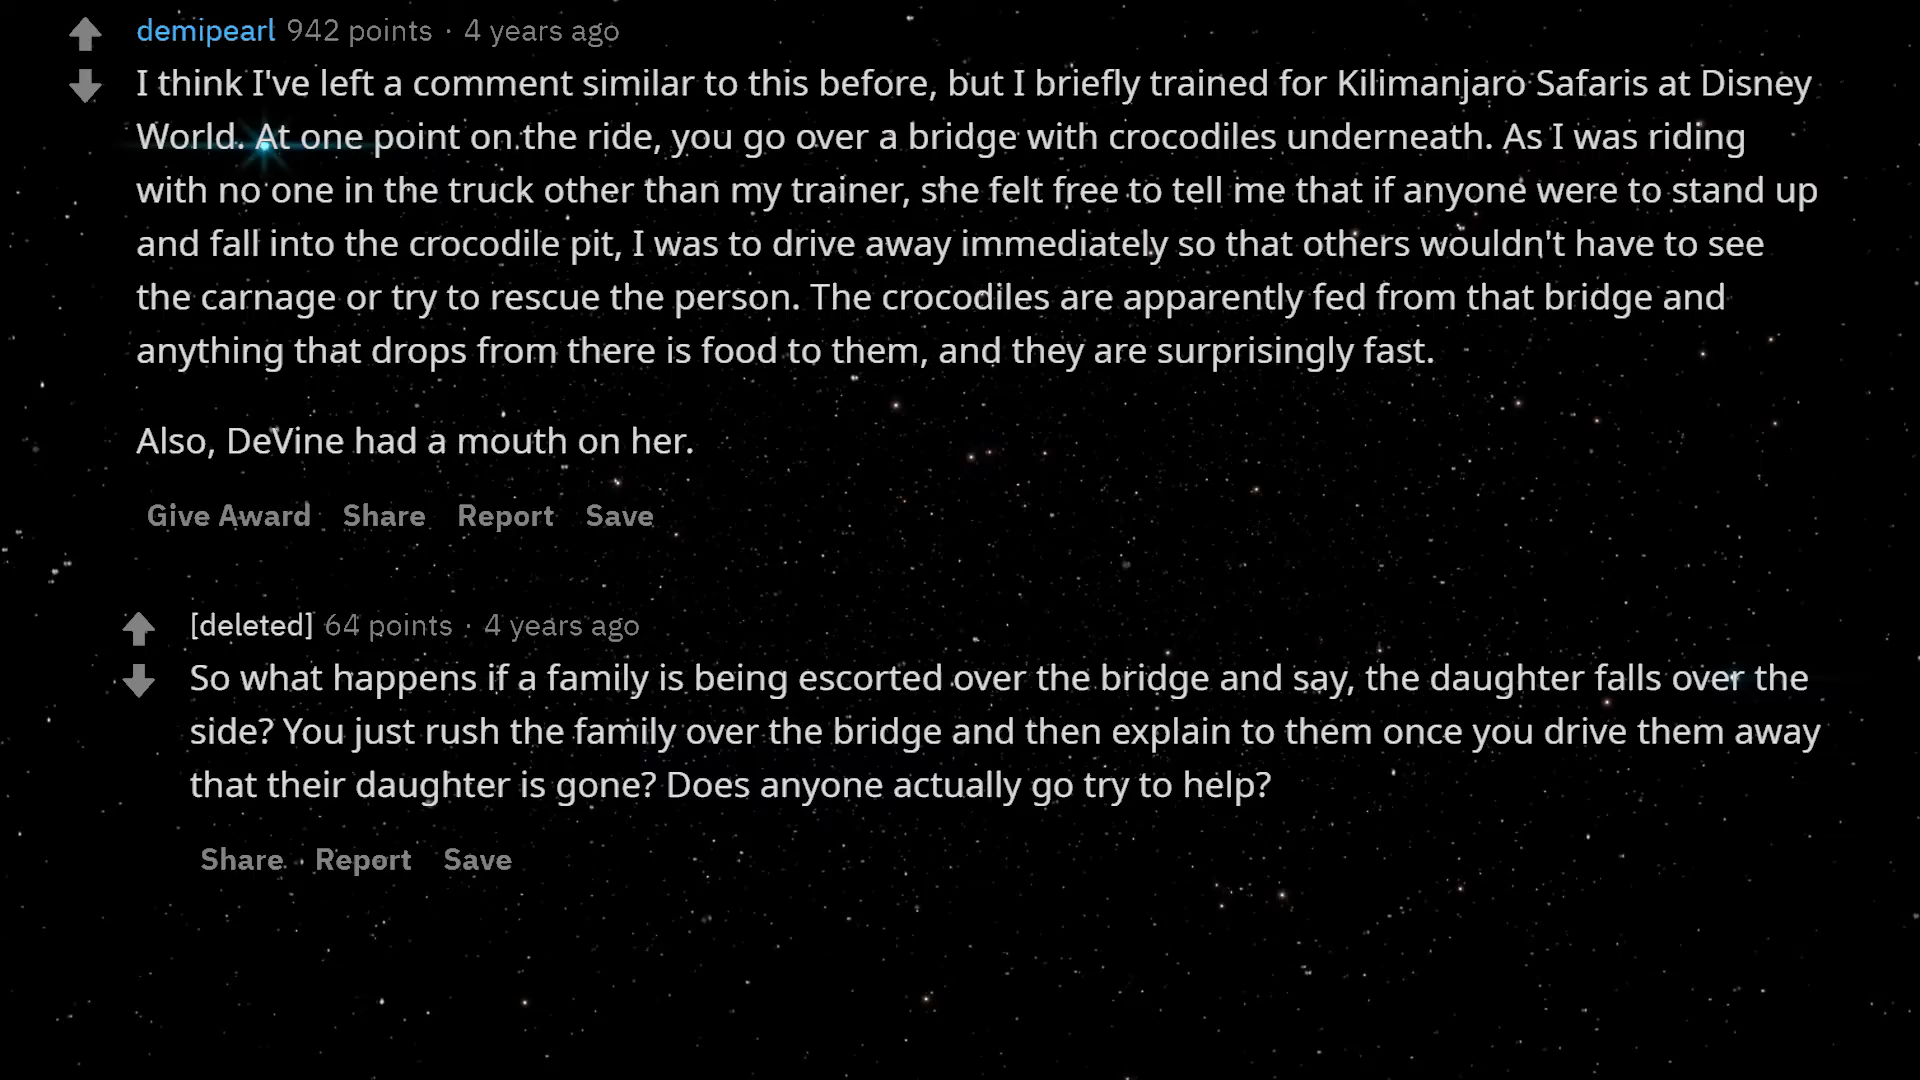 demipearl 942 points · 4 years ago
I think I've left a comment similar to this before, but I briefly trained for Kilimanjaro Safaris at Disney
World. At one point on the ride, you go over a bridge with crocodiles underneath. As I was riding
with no one in the truck other than my trainer, she felt free to tell me that if anyone were to stand up
and fall into the crocodile pit, I was to drive away immediately so that others wouldn't have to see
the carnage or try to rescue the person. The crocodiles are apparently fed from that bridge and
anything that drops from there is food to them, and they are surprisingly fast.
Also, DeVine had a mouth on her.
Give Award Share Report Save
[deleted] 64 points · 4 years ago
So what happens if a family is being escorted over the bridge and say, the daughter falls over the
side? You just rush the family over the bridge and then explain to them once you drive them away
that their daughter is gone? Does anyone actually go try to help?
Share Report Save